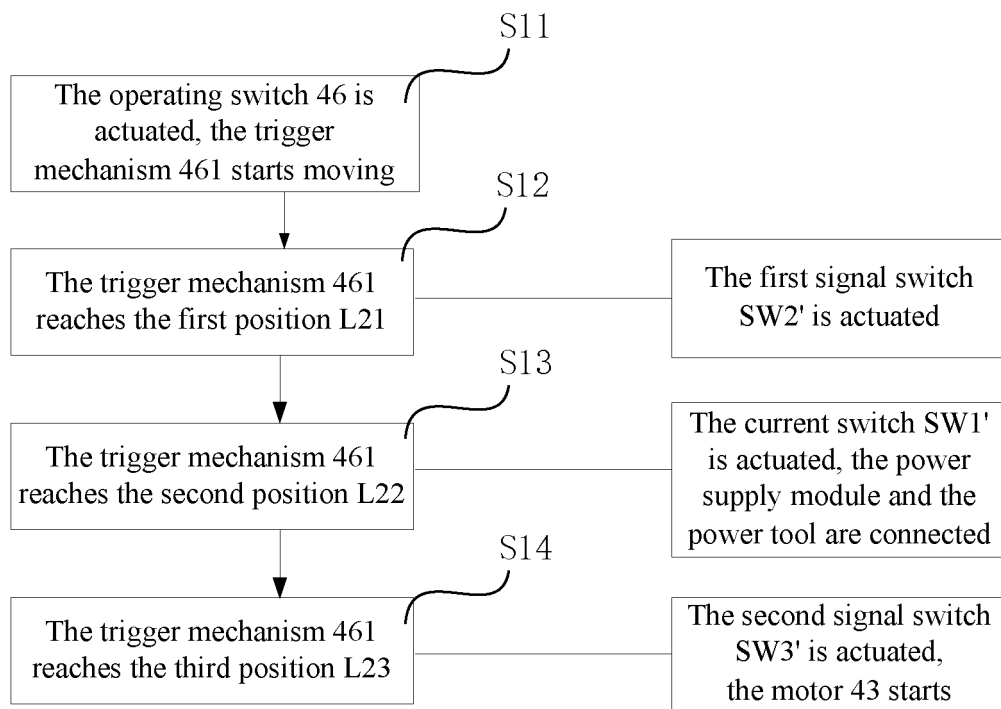 S11
The operating switch 46 is
actuated, the trigger
mechanism 461 starts moving
S12
The trigger mechanism 461
reaches the first position L21
The first signal switch
SW2' is actuated
S13
The trigger mechanism 461
reaches the second position L22
The current switch SW1'
is actuated, the power
supply module and the
power tool are connected
S14
The trigger mechanism 461
reaches the third position L23
The second signal switch
SW3' is actuated,
the motor 43 starts